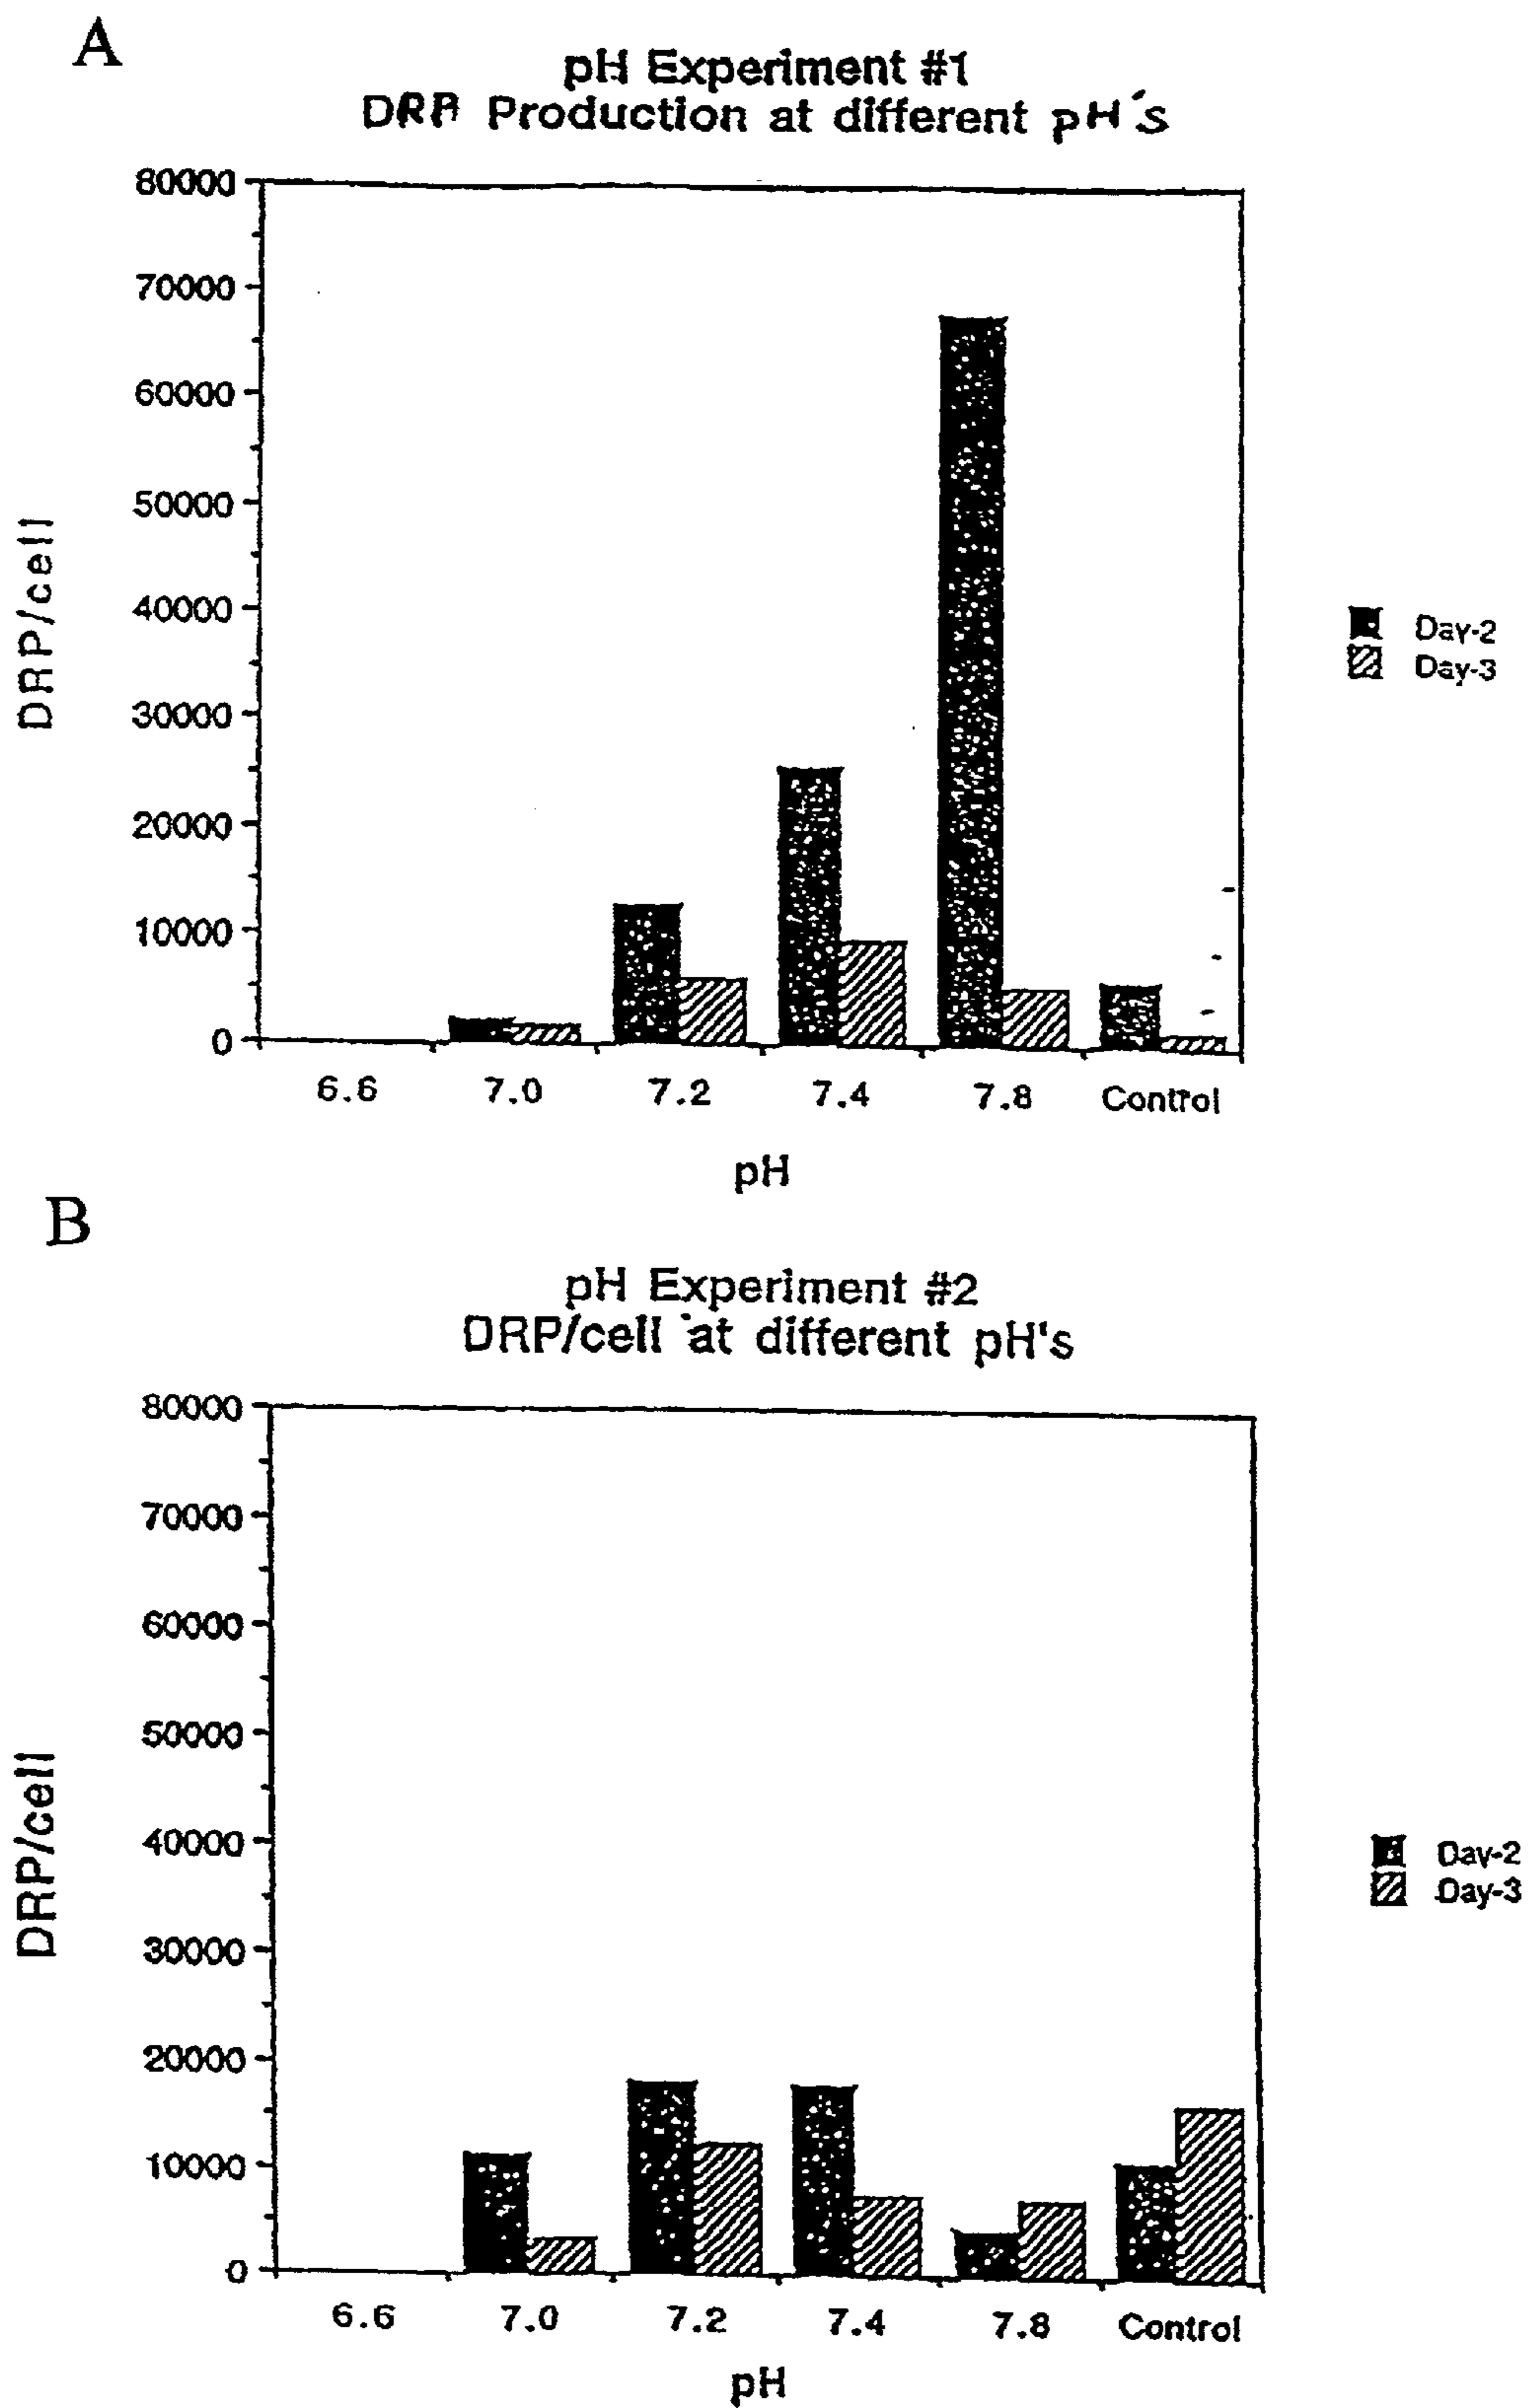 A
pH Experiment #1
DRP Production at different pH's
80000
70000
60000
50000
40000
30000
20000
10000
0
DRP/cell
Day-2
Day-3
6.6 7.0 7.2 7.4 7.8 Control
pH
B
pH Experiment #2
DRP/cell at different pH's
80000
70000
60000
50000
40000
30000
20000
10000
0
DRP/cell
Day-2
Day-3
6.6 7.0 7.2 7.4 7.8 Control
pH